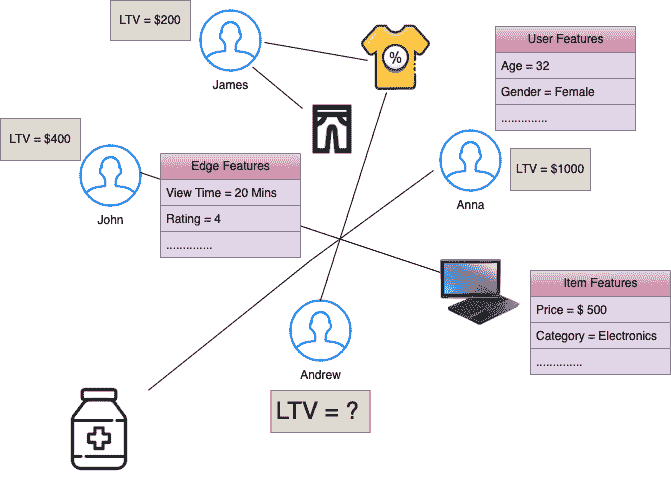 LTV = $200
James
%
User Features
Age = 32
Gender = Female
..............
LTV = $400
John
Edge Features
View Time = 20 Mins
Rating = 4
..............
Anna
LTV = $1000
Item Features
Price = $ 500
Category = Electronics
..............
Andrew
LTV = ?